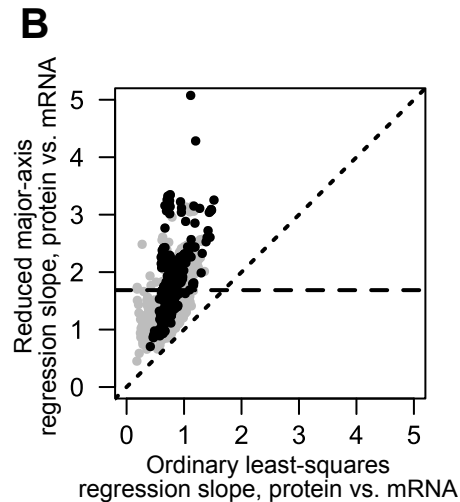 B
Reduced major-axis
regression slope, protein vs. mRNA
5
4
3
2
1
0
0 1 2 3 4 5
Ordinary least-squares
regression slope, protein vs. mRNA